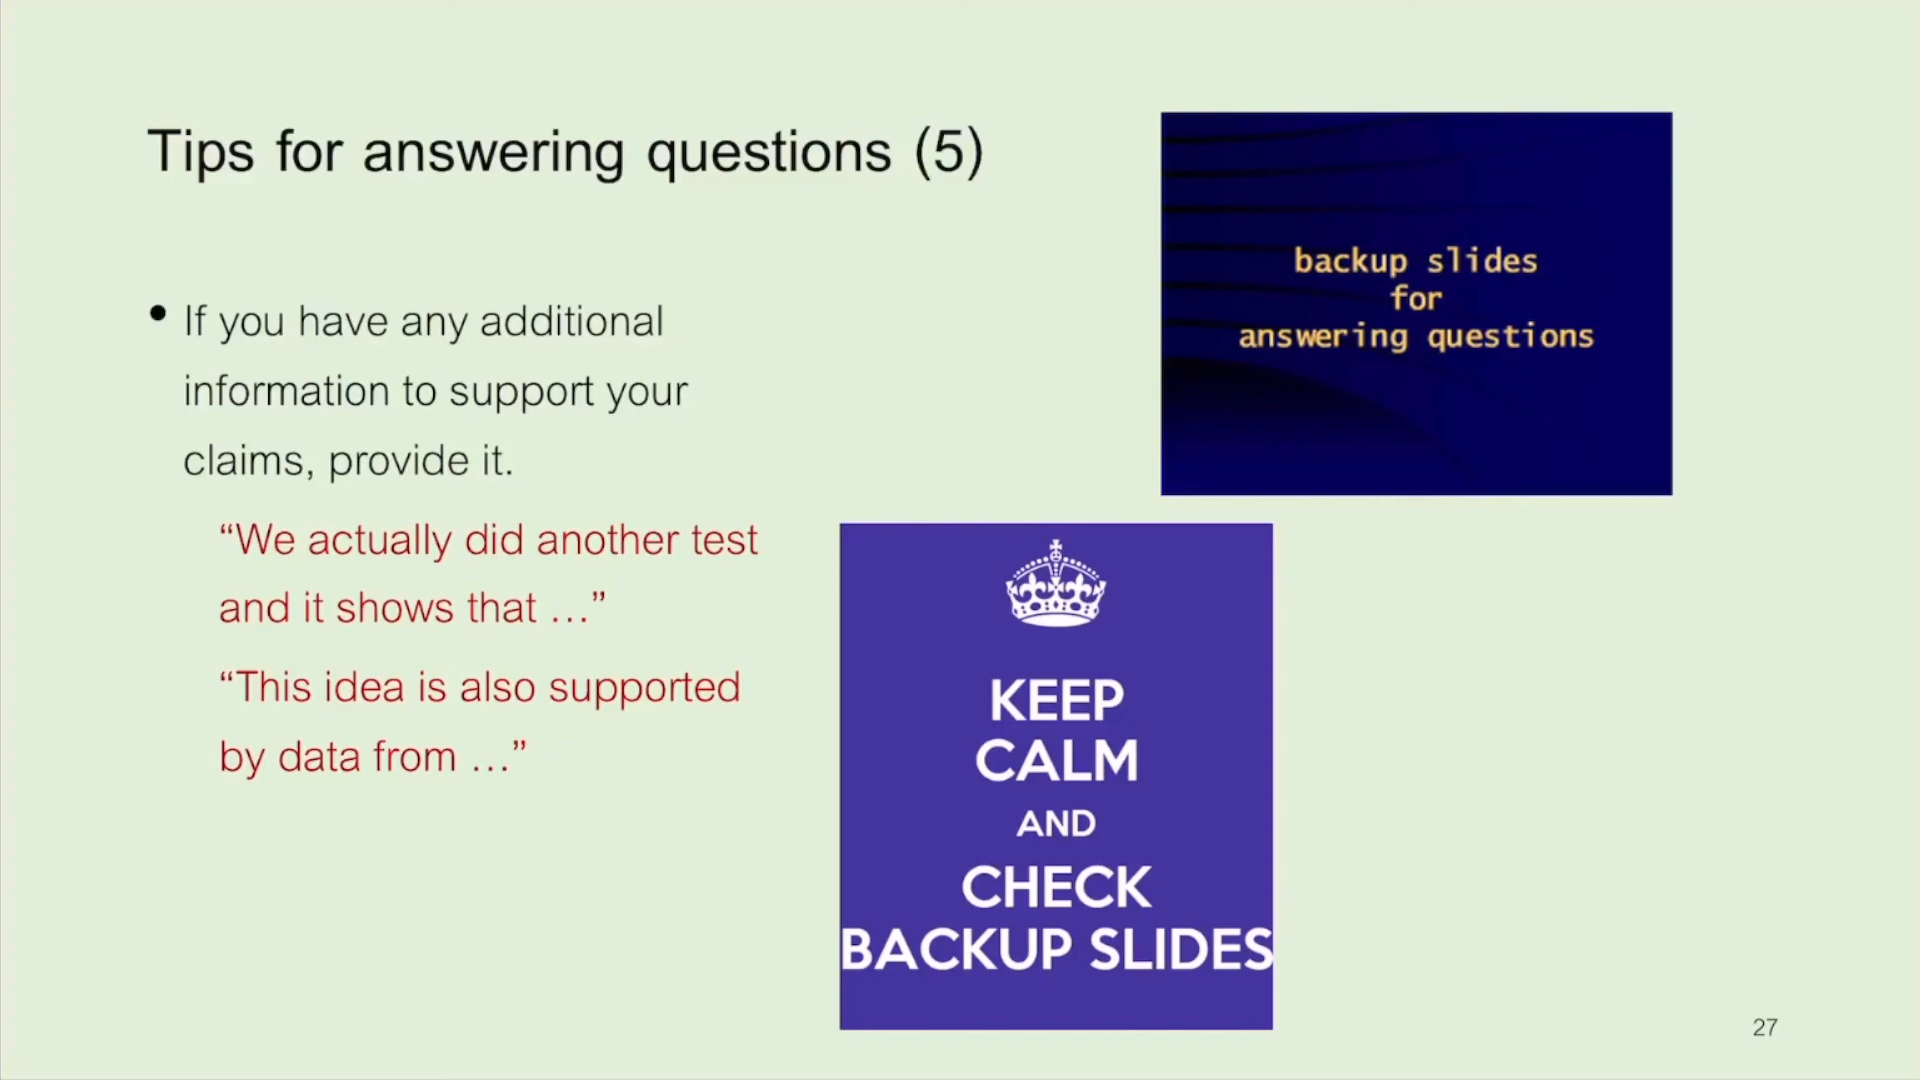 Tips for answering questions (5)
• If you have any additional
information to support your
claims, provide it.
“We actually did another test
and it shows that …”
“This idea is also supported
by data from …”
backup slides
for
answering questions
KEEP
CALM
AND
CHECK
BACKUP SLIDES
27